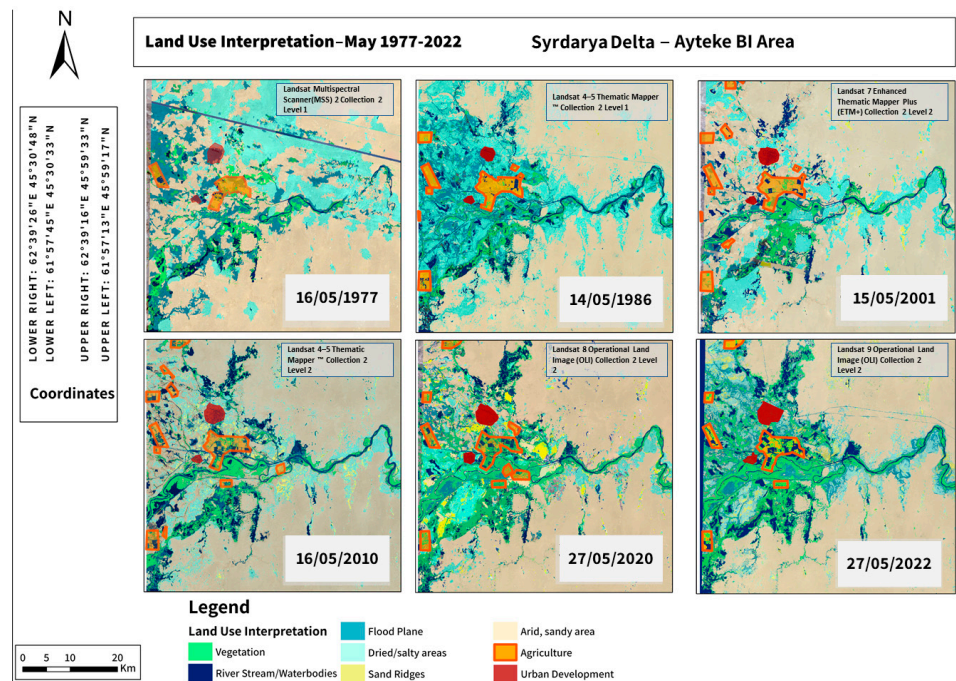 N
Land Use Interpretation–May 1977-2022
Syrdarya Delta – Ayteke BI Area
LOWER RIGHT: 62°39'26"E 45°30'48"N
LOWER LEFT: 61°57'45"E 45°30'33"N
UPPER RIGHT: 62°39'16"E 45°59'33"N
UPPER LEFT: 61°57'13"E 45°59'17"N
Coordinates
Landsat Multispectral
Scanner(MSS) 2 Collection 2
Level 1
16/05/1977
Landsat 4–5 Thematic Mapper
™ Collection 2 Level 1
14/05/1986
Landsat 7 Enhanced
Thematic Mapper Plus
(ETM+) Collection 2 Level 2
15/05/2001
Landsat 4–5 Thematic
Mapper ™ Collection 2
Level 2
16/05/2010
Landsat 8 Operational Land
Image (OLI) Collection 2 Level
2
27/05/2020
Landsat 9 Operational Land
Image (OLI) Collection 2
Level 2
27/05/2022
Legend
Land Use Interpretation
Vegetation
River Stream/Waterbodies
Flood Plane
Dried/salty areas
Sand Ridges
Arid, sandy area
Agriculture
Urban Development
0 5 10 20
Km